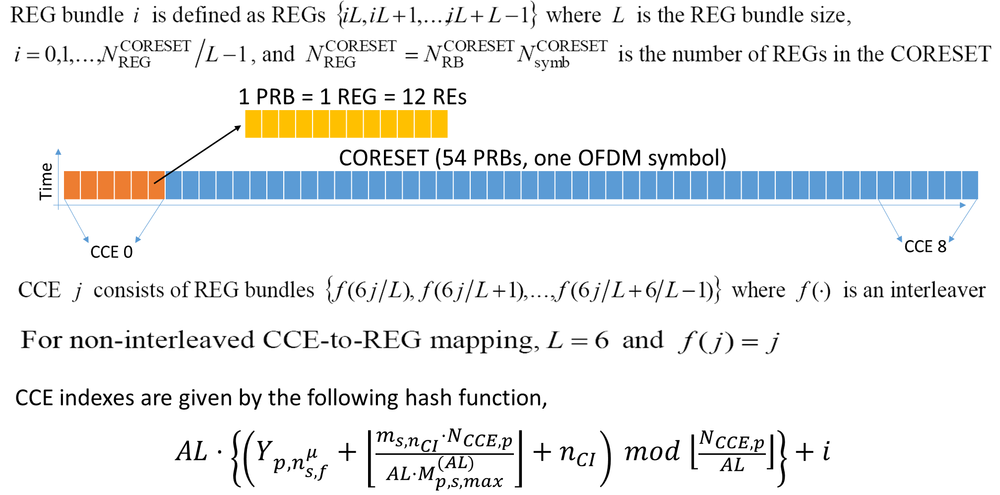 REG bundle i is defined as REGs {iL, iL+1,...,iL+L−1} where L is the REG bundle size,
i = 0,1,...,N_REG^CORESET/L−1, and N_REG^CORESET = N_RB^CORESET N_symb^CORESET is the number of REGs in the CORESET
1 PRB = 1 REG = 12 REs
CORESET (54 PRBs, one OFDM symbol)
Time
CCE 0
CCE 8
CCE j consists of REG bundles {f(6j/L), f(6j/L+1),...,f(6j/L+6/L−1)} where f(·) is an interleaver
For non-interleaved CCE-to-REG mapping, L = 6 and f(j) = j
CCE indexes are given by the following hash function,
AL · {(Y_{p,n_{s,f}^μ} + ⌊(m_{s,n_{CI}} · N_{CCE,p}) / (AL·M_{p,s,max}^{(AL)})⌋ + n_{CI}) mod ⌊N_{CCE,p} / AL⌋} + i